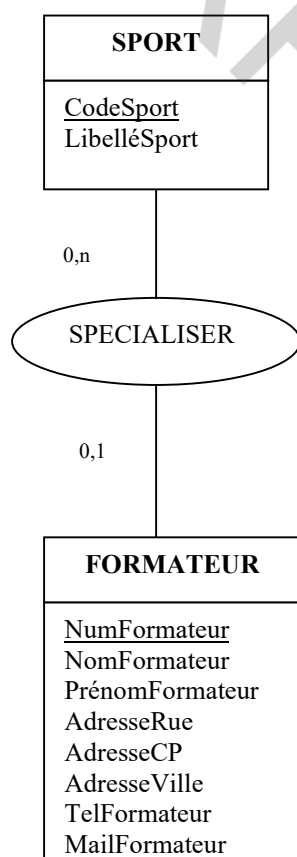 SPORT
CodeSport
LibelléSport
0,n
SPECIALISER
0,1
FORMATEUR
NumFormateur
NomFormateur
PrénomFormateur
AdresseRue
AdresseCP
AdresseVille
TelFormateur
MailFormateur